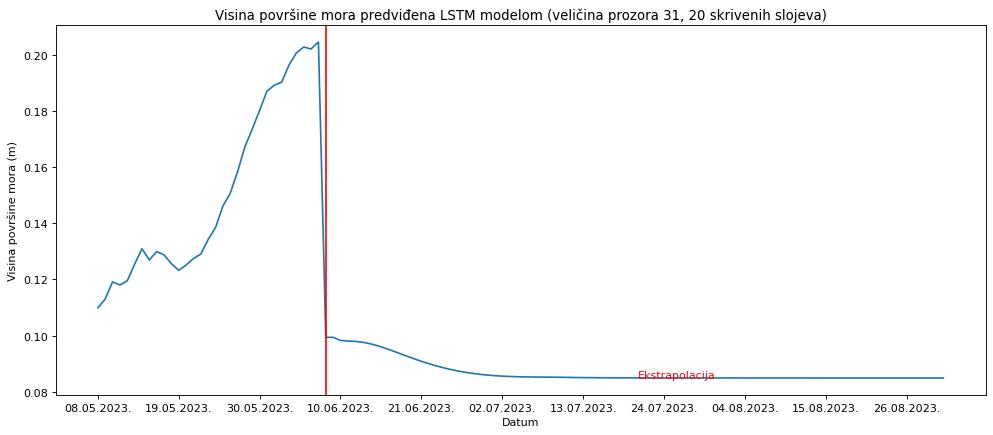 Visina površine mora predviđena LSTM modelom (veličina prozora 31, 20 skrivenih slojeva)
Visina površine mora (m)
0.20
0.18
0.16
0.14
0.12
0.10
0.08
Ekstrapolacija
08.05.2023. 19.05.2023. 30.05.2023. 10.06.2023. 21.06.2023. 02.07.2023. 13.07.2023. 24.07.2023. 04.08.2023. 15.08.2023. 26.08.2023.
Datum